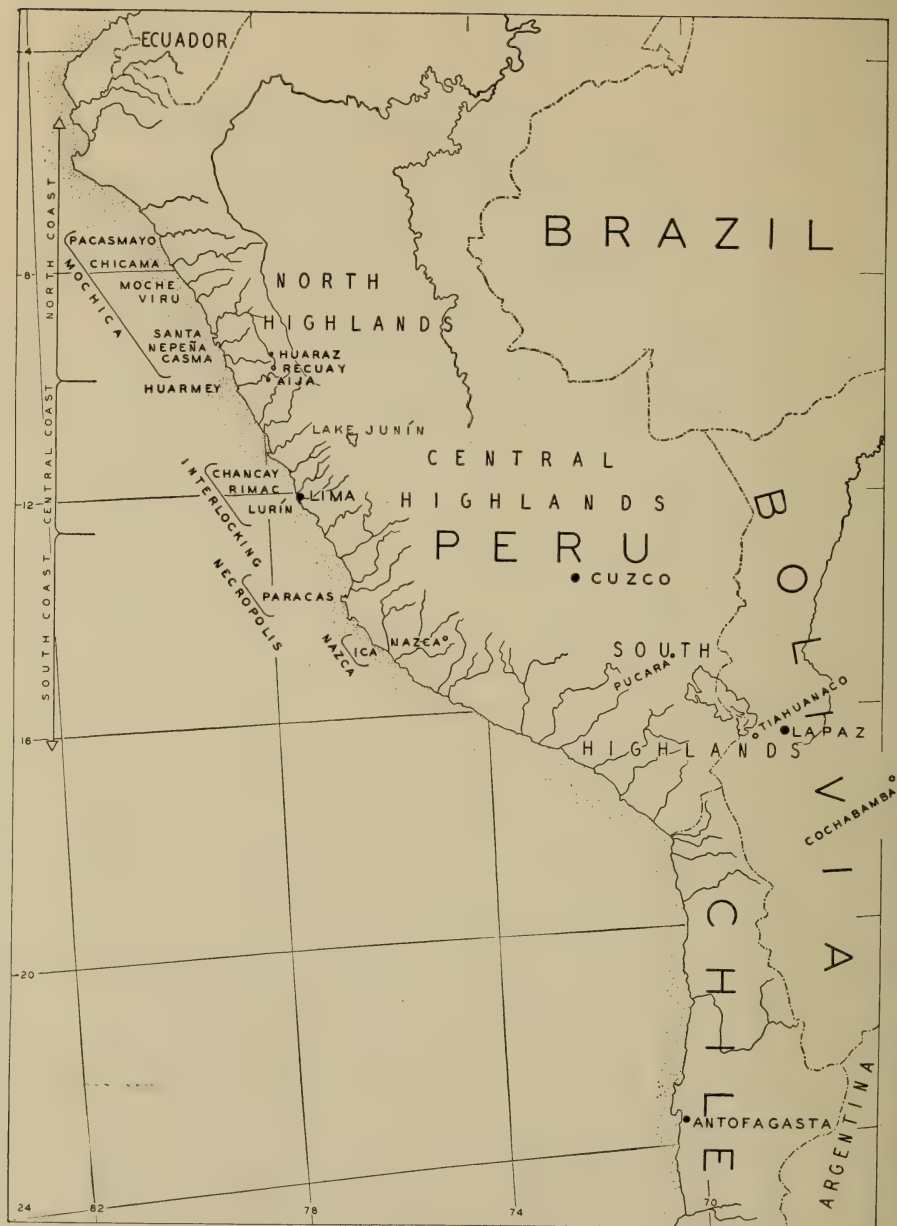 ECUADOR
4
BRAZIL
NORTH COAST
PACASMAYO
CHICAMA
MOCHE
VIRU
MOCHICA
8
NORTH
HIGHLANDS
SANTA
NEPEÑA
CASMA
HUARMEY
HUARAZ
RECUAY
AIJA
CENTRAL COAST
LAKE JUNÍN
CENTRAL
HIGHLANDS
CHANCAY
RIMAC
LURÍN
INTERLOCKING
12
LIMA
PERU
CUZCO
BOLIVIA
NECROPOLIS
PARACAS
SOUTH COAST
NAZCA
ICA
NAZCA
SOUTH
HIGHLANDS
PUCARA
TIAHUANACO
LA PAZ
16
COCHABAMBA
CHILE
20
ANTOFAGASTA
ARGENTINA
24
82
78
74
70